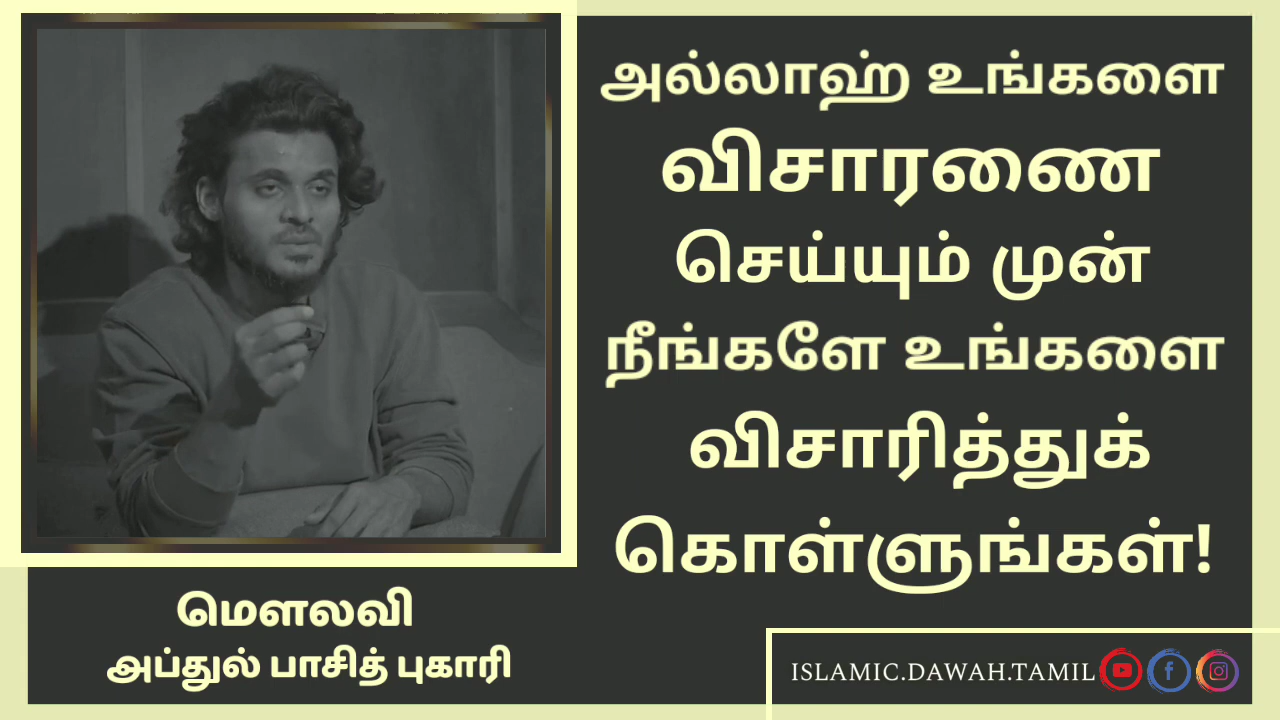 அல்லாஹ் உங்களை
விசாரணை
செய்யும் முன்
நீங்களே உங்களை
விசாரித்துக்
கொள்ளுங்கள்!
மௌலவி
அப்துல் பாசித் புகாரி
ISLAMIC.DAWAH.TAMIL